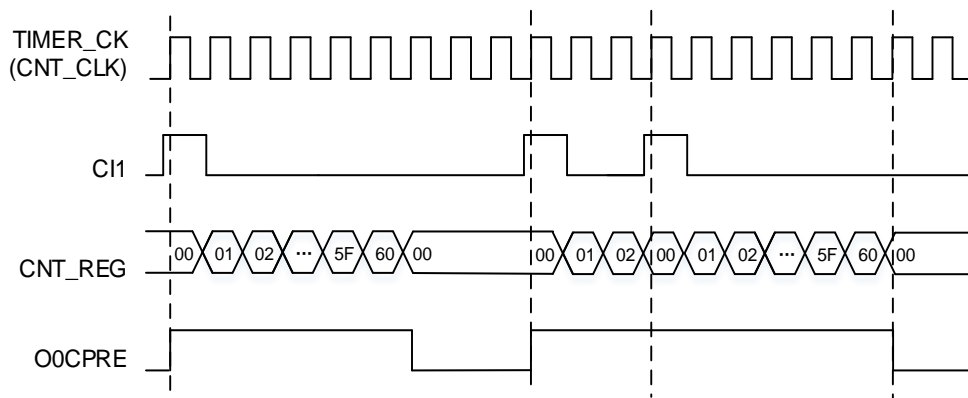 TIMER_CK
(CNT_CLK)
CI1
CNT_REG 00 01 02 ... 5F 60 00 00 01 02 00 01 02 ... 5F 60 00
O0CPRE